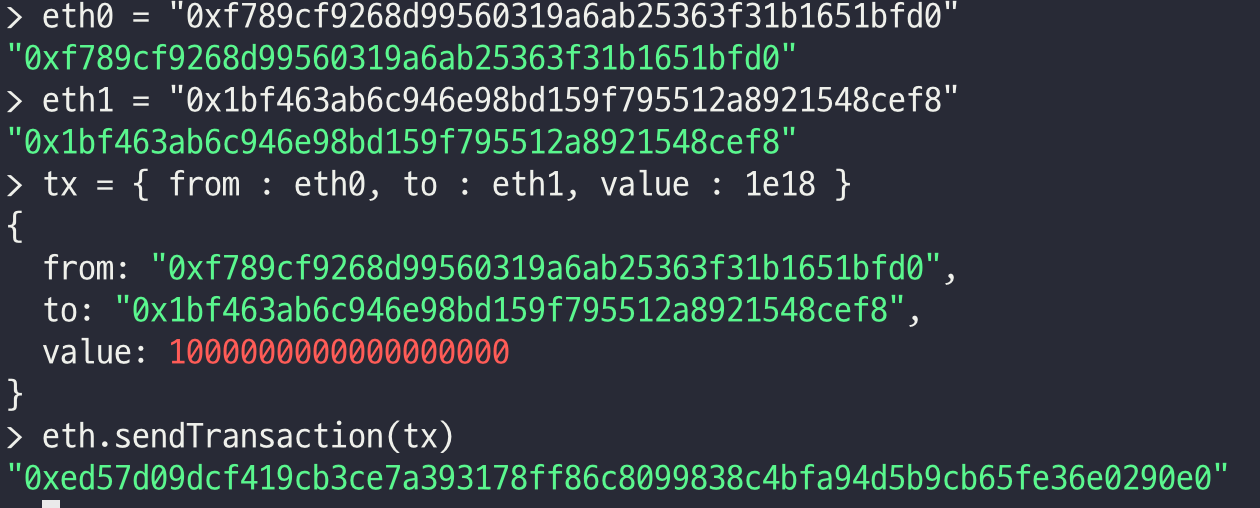 > eth0 = "0xf789cf9268d99560319a6ab25363f31b1651bfd0"
"0xf789cf9268d99560319a6ab25363f31b1651bfd0"
> eth1 = "0x1bf463ab6c946e98bd159f795512a8921548cef8"
"0x1bf463ab6c946e98bd159f795512a8921548cef8"
> tx = { from : eth0, to : eth1, value : 1e18 }
{
  from: "0xf789cf9268d99560319a6ab25363f31b1651bfd0",
  to: "0x1bf463ab6c946e98bd159f795512a8921548cef8",
  value: 1000000000000000000
}
> eth.sendTransaction(tx)
"0xed57d09dcf419cb3ce7a393178ff86c8099838c4bfa94d5b9cb65fe36e0290e0"